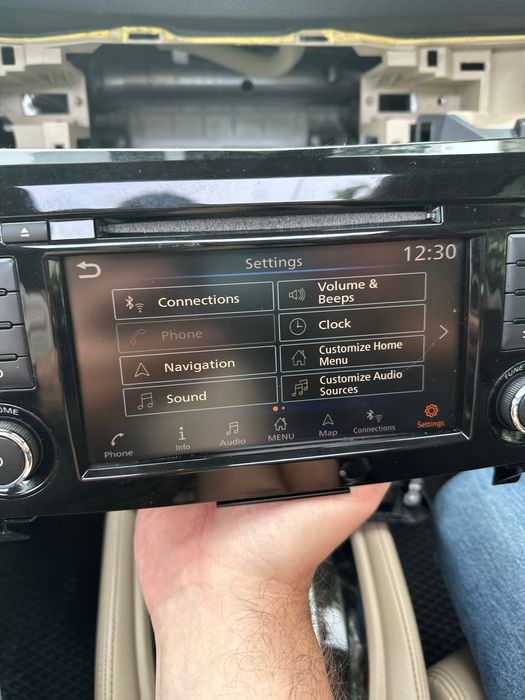 Settings
12:30
Connections
Volume &
Beeps
Phone
Clock
Navigation
Customize Home
Menu
Sound
Customize Audio
Sources
Phone
Info
Audio
MENU
Map
Connections
Settings
TUNE